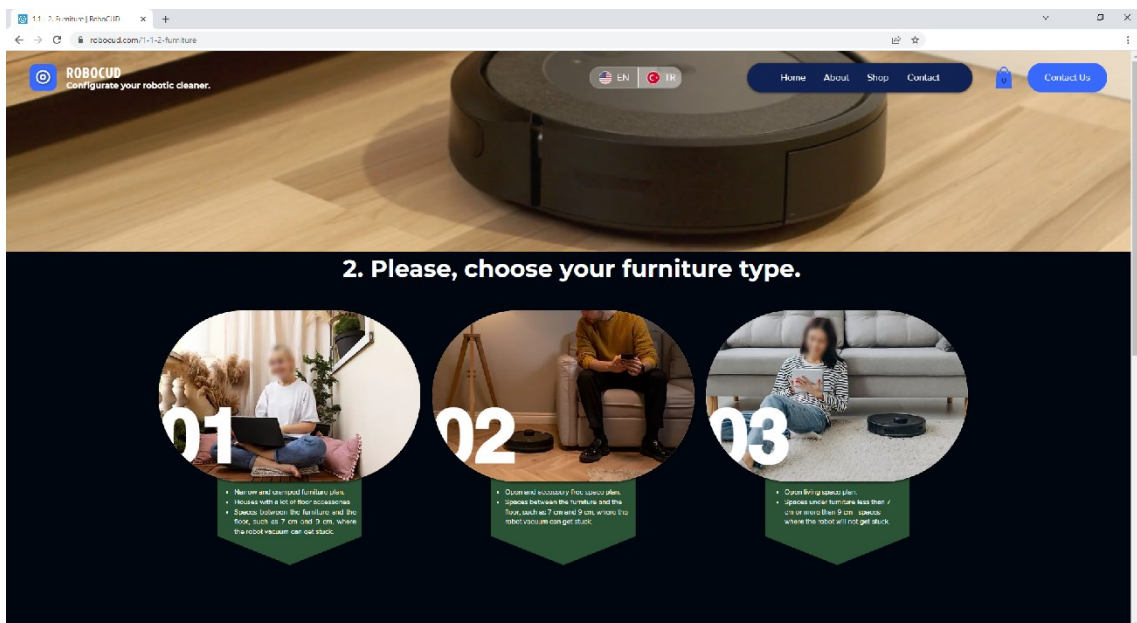 1.1 - 2. Furniture | RoboCUD
robocud.com/1-1-2-furniture
ROBOCUD
Configurate your robotic cleaner.
EN TR
Home About Shop Contact
0
Contact Us
2. Please, choose your furniture type.
01
• Narrow and cramped furniture plan.
• Houses with a lot of floor accessories
• Spaces between the furniture and the
floor, such as 7 cm and 9 cm, where
the robot vacuum can get stuck.
02
• Open and accessory free space plan.
• Spaces between the furniture and the
floor, such as 7 cm and 9 cm, where the
robot vacuum can get stuck.
03
• Open living space plan.
• Spaces under furniture less than 7
cm or more than 9 cm spaces
where the robot will not get stuck.